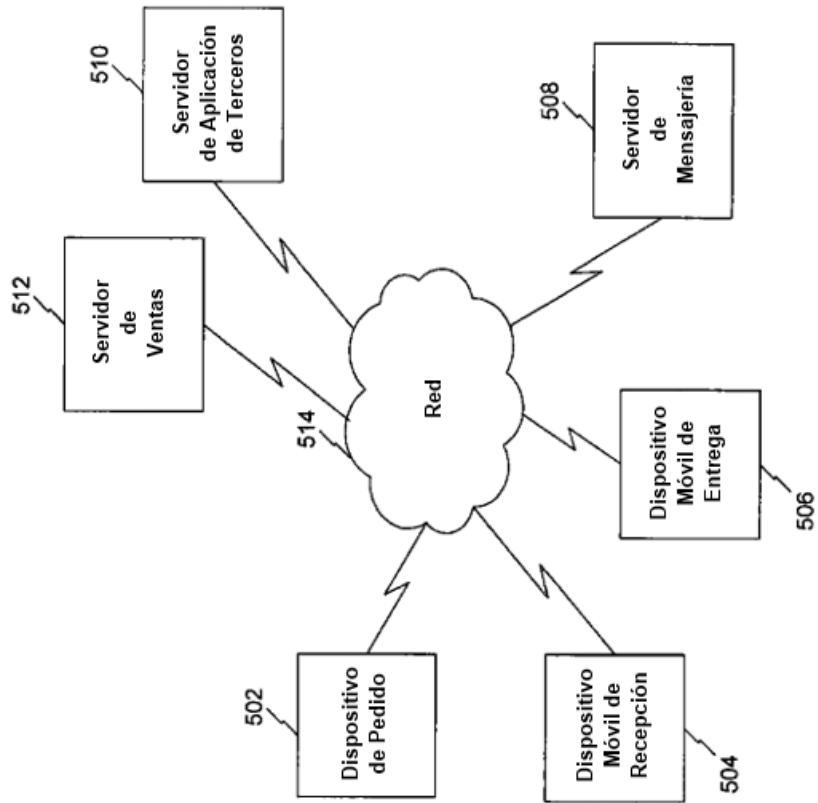 510
Servidor
de Aplicación
de Terceros
512
Servidor
de
Ventas
508
Servidor
de
Mensajería
514
Red
502
Dispositivo
de Pedido
506
Dispositivo
Móvil de
Entrega
504
Dispositivo
Móvil de
Recepción